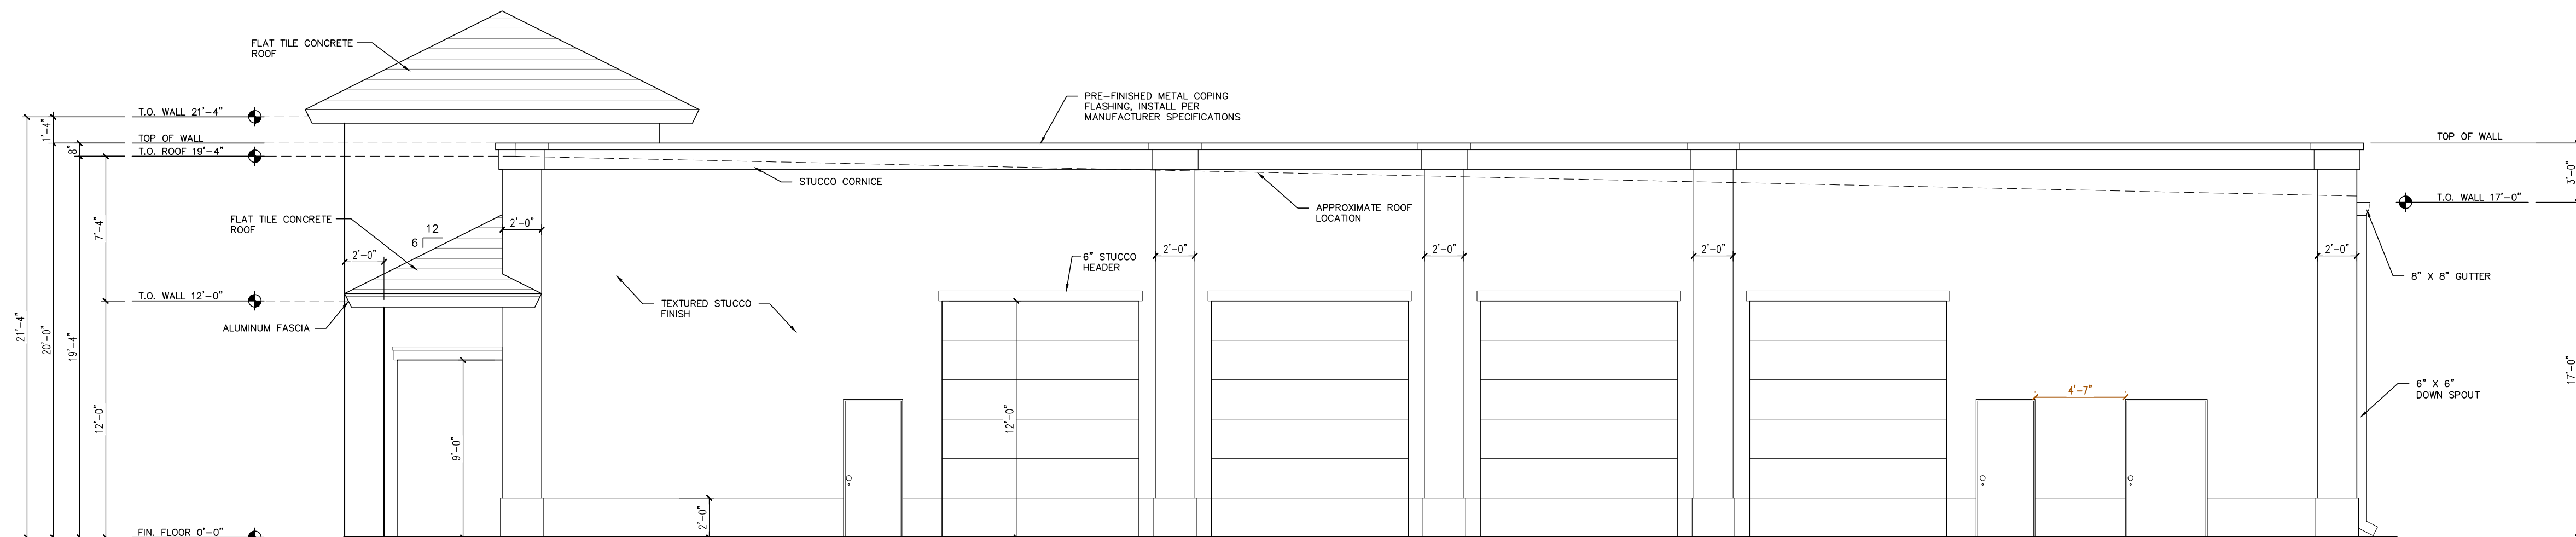 FLAT TILE CONCRETE
ROOF
T.O. WALL 21'-4"
TOP OF WALL
T.O. ROOF 19'-4"
1'-4"
8"
PRE-FINISHED METAL COPING
FLASHING, INSTALL PER
MANUFACTURER SPECIFICATIONS
TOP OF WALL
3'-0"
STUCCO CORNICE
T.O. WALL 17'-0"
APPROXIMATE ROOF
LOCATION
FLAT TILE CONCRETE
ROOF
12
6
7'-4"
2'-0"
2'-0"
2'-0"
2'-0"
2'-0"
2'-0"
6" STUCCO
HEADER
8" X 8" GUTTER
T.O. WALL 12'-0"
TEXTURED STUCCO
FINISH
ALUMINUM FASCIA
21'-4"
20'-0"
19'-4"
12'-0"
9'-0"
2'-0"
12'-0"
4'-7"
6" X 6"
DOWN SPOUT
17'-0"
FIN. FLOOR 0'-0"